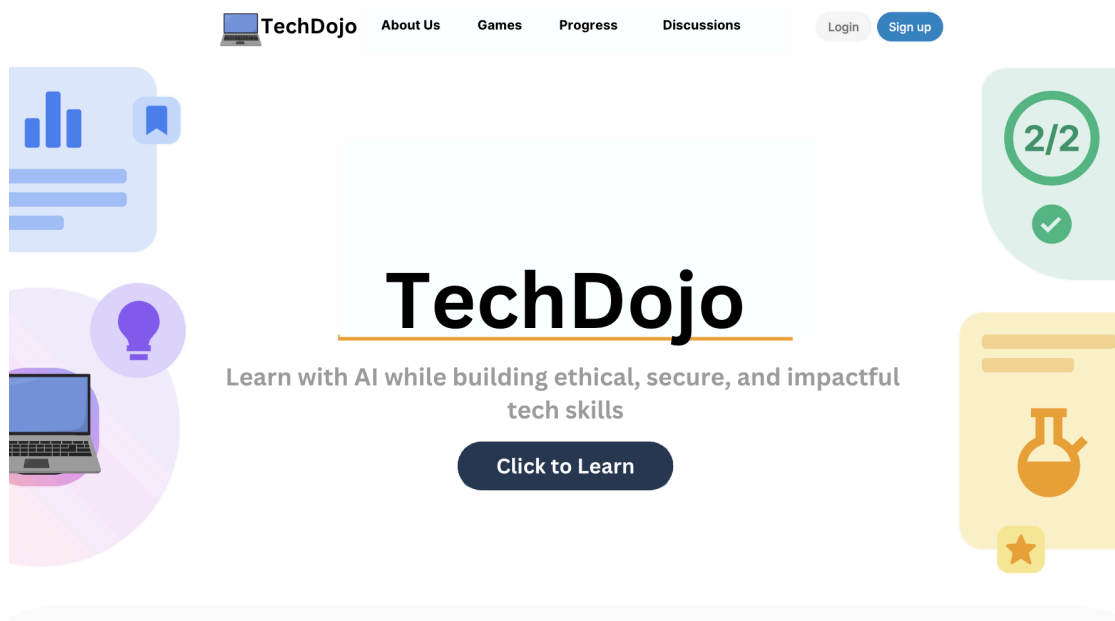 TechDojo About Us Games Progress Discussions Login Sign up
2/2
TechDojo
Learn with AI while building ethical, secure, and impactful
tech skills
Click to Learn